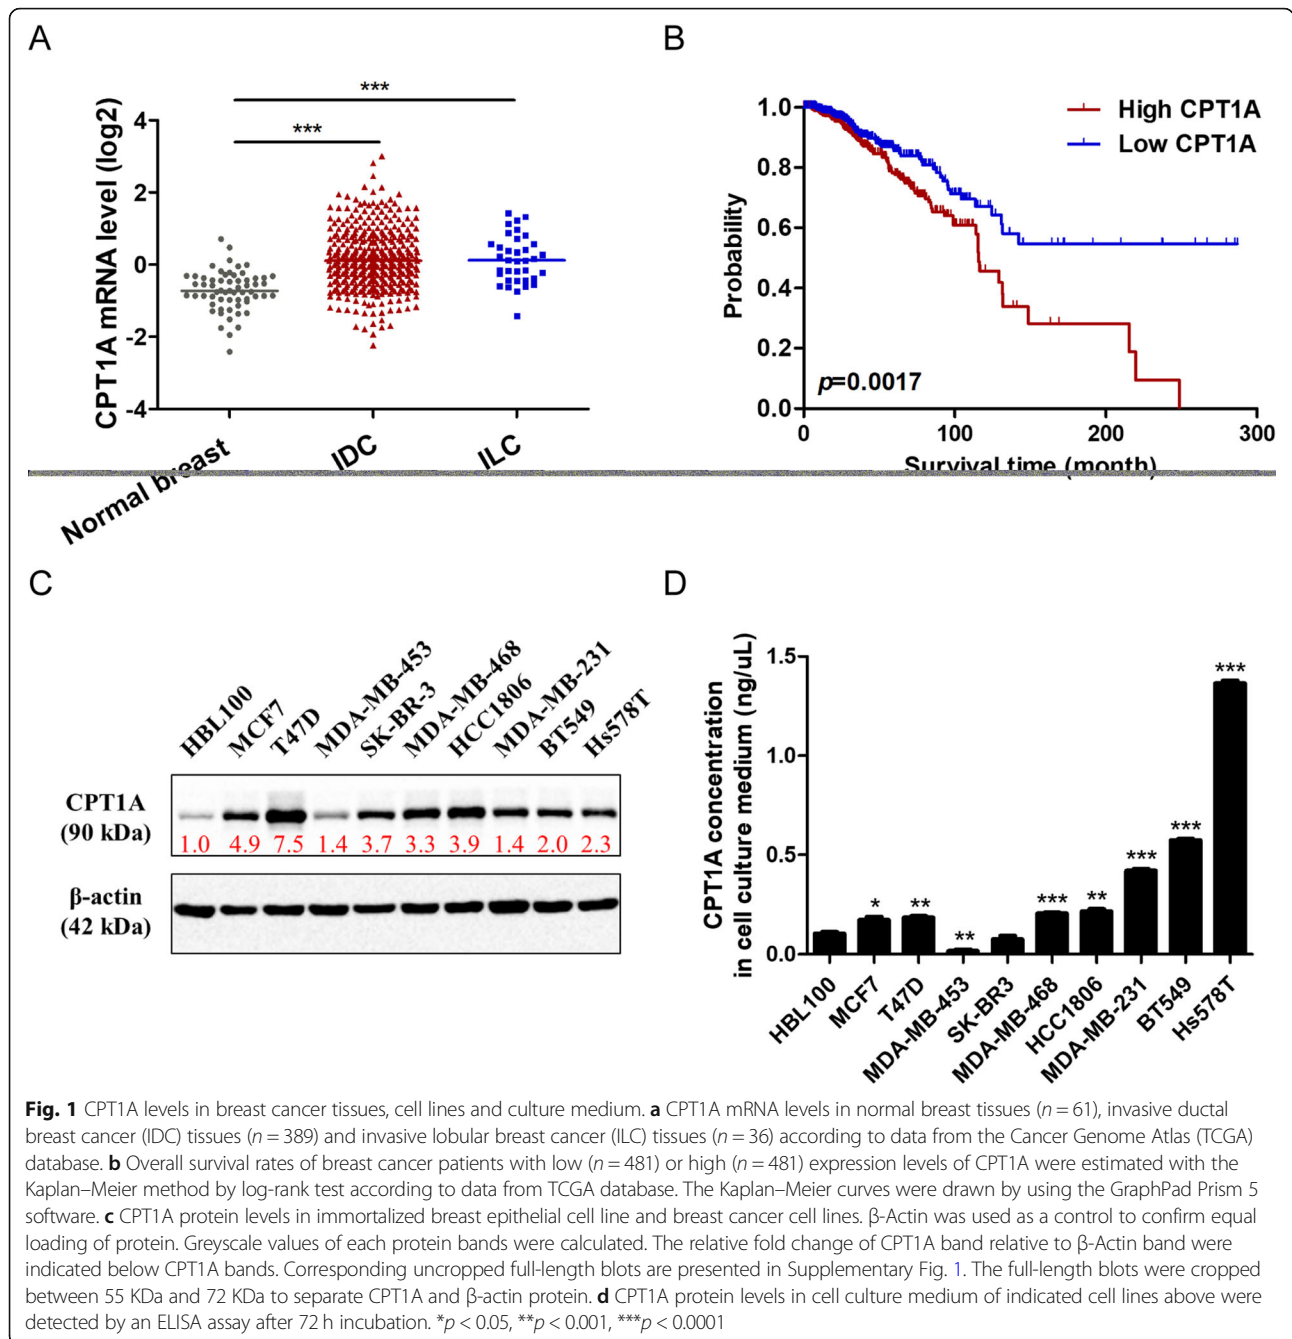 A
CPT1A mRNA level (log2)
4
2
0
-2
-4
***
***
Normal breast
IDC
ILC
B
Probability
1.0
0.8
0.6
0.4
0.2
0.0
High CPT1A
Low CPT1A
p=0.0017
0
100
200
300
Survival time (month)
C
HBL100
MCF7
T47D
MDA-MB-453
SK-BR-3
MDA-MB-468
HCC1806
MDA-MB-231
BT549
Hs578T
CPT1A
(90 kDa)
1.0 4.9 7.5 1.4 3.7 3.3 3.9 1.4 2.0 2.3
β-actin
(42 kDa)
D
CPT1A concentration
in cell culture medium (ng/uL)
1.5
1.0
0.5
0.0
*
**
**
***
**
***
***
***
HBL100
MCF7
T47D
MDA-MB-453
SK-BR3
MDA-MB-468
HCC1806
MDA-MB-231
BT549
Hs578T
Fig. 1 CPT1A levels in breast cancer tissues, cell lines and culture medium. a CPT1A mRNA levels in normal breast tissues (n = 61), invasive ductal
breast cancer (IDC) tissues (n = 389) and invasive lobular breast cancer (ILC) tissues (n = 36) according to data from the Cancer Genome Atlas (TCGA)
database. b Overall survival rates of breast cancer patients with low (n = 481) or high (n = 481) expression levels of CPT1A were estimated with the
Kaplan–Meier method by log-rank test according to data from TCGA database. The Kaplan–Meier curves were drawn by using the GraphPad Prism 5
software. c CPT1A protein levels in immortalized breast epithelial cell line and breast cancer cell lines. β-Actin was used as a control to confirm equal
loading of protein. Greyscale values of each protein bands were calculated. The relative fold change of CPT1A band relative to β-Actin band were
indicated below CPT1A bands. Corresponding uncropped full-length blots are presented in Supplementary Fig. 1. The full-length blots were cropped
between 55 KDa and 72 KDa to separate CPT1A and β-actin protein. d CPT1A protein levels in cell culture medium of indicated cell lines above were
detected by an ELISA assay after 72 h incubation. *p < 0.05, **p < 0.001, ***p < 0.0001